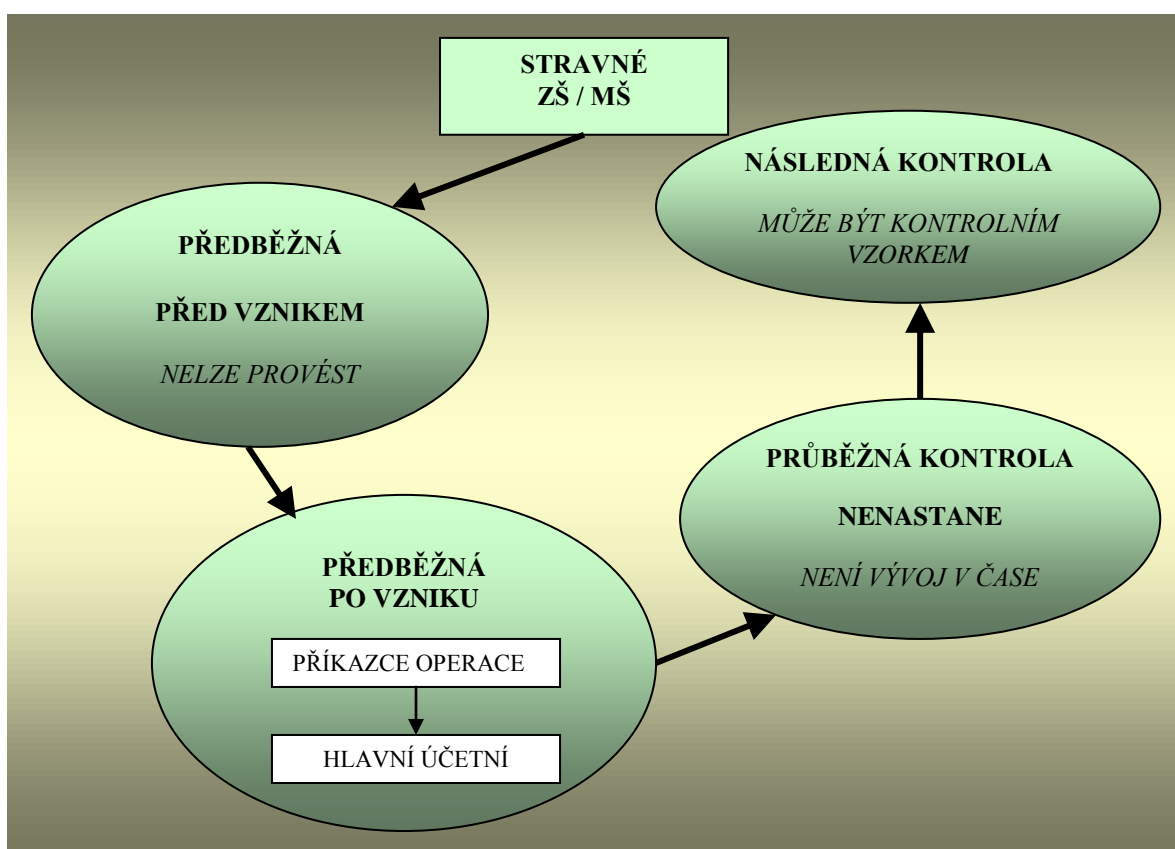 STRAVNÉ
ZŠ / MŠ
PŘEDBĚŽNÁ
PŘED VZNIKEM
NELZE PROVÉST
PŘEDBĚŽNÁ
PO VZNIKU
PŘÍKAZCE OPERACE
HLAVNÍ ÚČETNÍ
PRŮBĚŽNÁ KONTROLA
NENASTANE
NENÍ VÝVOJ V ČASE
NÁSLEDNÁ KONTROLA
MŮŽE BÝT KONTROLNÍM
VZORKEM